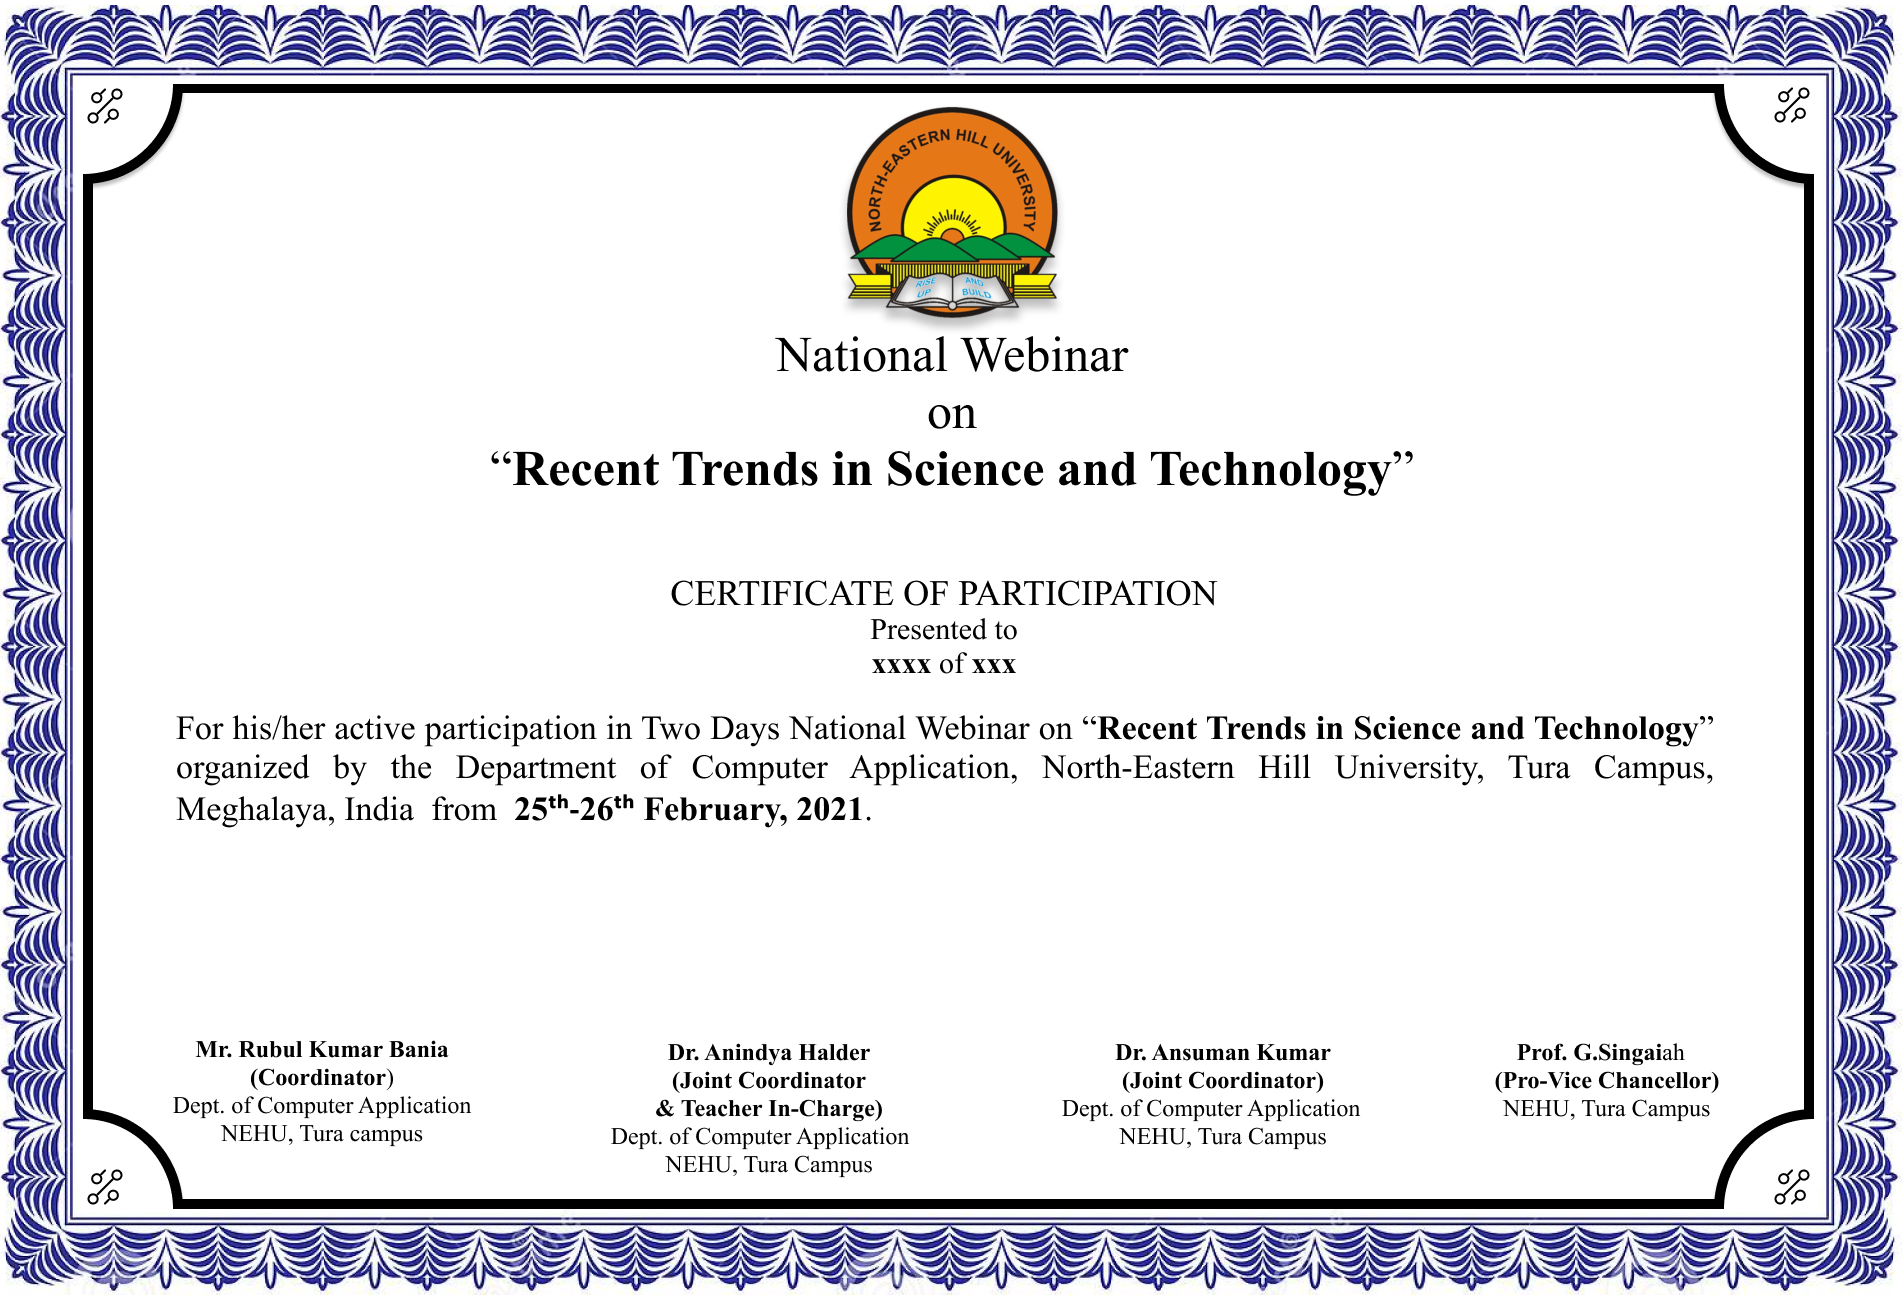 NORTH-EASTERN HILL UNIVERSITY
RISE AND
UP BUILD
National Webinar
on
“Recent Trends in Science and Technology”
CERTIFICATE OF PARTICIPATION
Presented to
xxxx of xxx
For his/her active participation in Two Days National Webinar on “Recent Trends in Science and Technology”
organized by the Department of Computer Application, North-Eastern Hill University, Tura Campus,
Meghalaya, India from 25th-26th February, 2021.
Mr. Rubul Kumar Bania
(Coordinator)
Dept. of Computer Application
NEHU, Tura campus
Dr. Anindya Halder
(Joint Coordinator
& Teacher In-Charge)
Dept. of Computer Application
NEHU, Tura Campus
Dr. Ansuman Kumar
(Joint Coordinator)
Dept. of Computer Application
NEHU, Tura Campus
Prof. G.Singaiah
(Pro-Vice Chancellor)
NEHU, Tura Campus